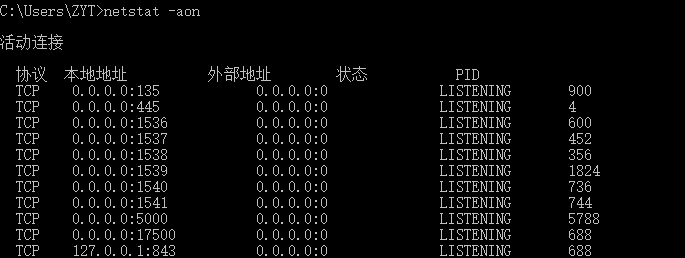 C:\Users\ZYT>netstat -aon
活动连接
协议 本地地址 外部地址 状态 PID
TCP 0.0.0.0:135 0.0.0.0:0 LISTENING 900
TCP 0.0.0.0:445 0.0.0.0:0 LISTENING 4
TCP 0.0.0.0:1536 0.0.0.0:0 LISTENING 600
TCP 0.0.0.0:1537 0.0.0.0:0 LISTENING 452
TCP 0.0.0.0:1538 0.0.0.0:0 LISTENING 356
TCP 0.0.0.0:1539 0.0.0.0:0 LISTENING 1824
TCP 0.0.0.0:1540 0.0.0.0:0 LISTENING 736
TCP 0.0.0.0:1541 0.0.0.0:0 LISTENING 744
TCP 0.0.0.0:5000 0.0.0.0:0 LISTENING 5788
TCP 0.0.0.0:17500 0.0.0.0:0 LISTENING 688
TCP 127.0.0.1:843 0.0.0.0:0 LISTENING 688